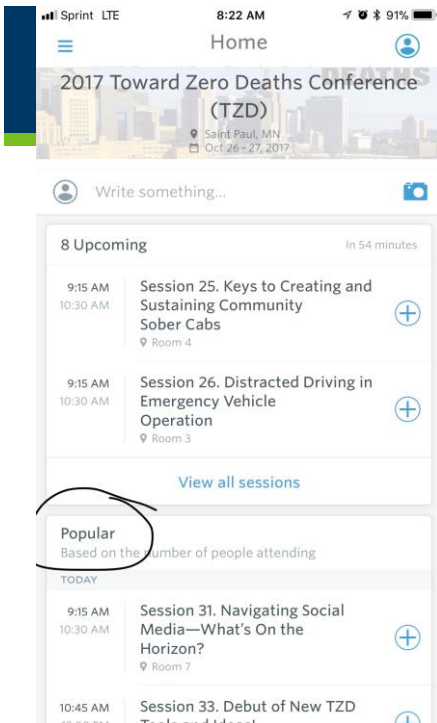 Sprint LTE 8:22 AM 91%
Home
DEATHS
2017 Toward Zero Deaths Conference
(TZD)
Saint Paul, MN
Oct 26–27, 2017
Write something...
8 Upcoming In 54 minutes
9:15 AM Session 25. Keys to Creating and
10:30 AM Sustaining Community
Sober Cabs
Room 4
9:15 AM Session 26. Distracted Driving in
10:30 AM Emergency Vehicle
Operation
Room 3
View all sessions
Popular
Based on the number of people attending
TODAY
9:15 AM Session 31. Navigating Social
10:30 AM Media—What's On the
Horizon?
Room 7
10:45 AM Session 33. Debut of New TZD
Tools and Ideas!